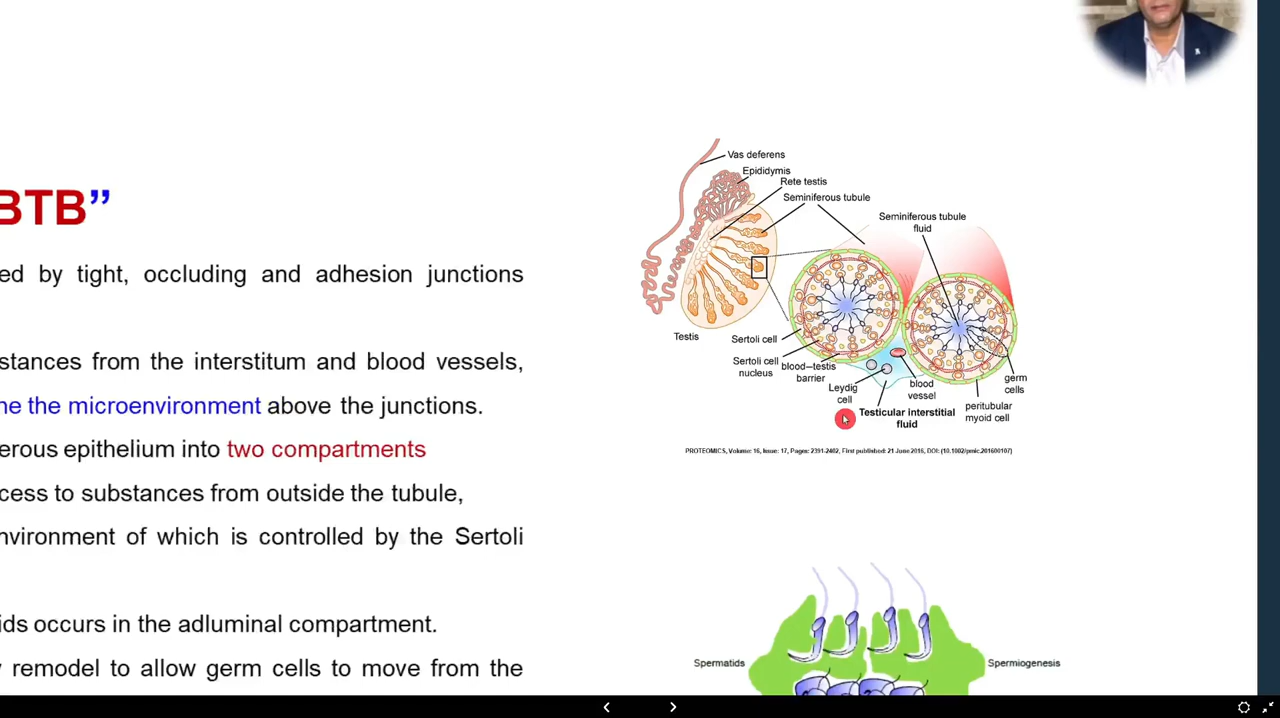 BTB”
ed by tight, occluding and adhesion junctions
stances from the interstitum and blood vessels,
ne the microenvironment above the junctions.
erous epithelium into two compartments
cess to substances from outside the tubule,
nvironment of which is controlled by the Sertoli
ids occurs in the adluminal compartment.
remodel to allow germ cells to move from the
Vas deferens
Epididymis
Rete testis
Seminiferous tubule
Seminiferous tubule
fluid
Testis
Sertoli cell
Sertoli cell
nucleus
blood–testis
barrier
Leydig
cell
blood
vessel
Testicular interstitial
fluid
germ
cells
peritubular
myoid cell
PROTEOMICS, Volume: 16, Issue: 17, Pages: 2391-2402, First published: 21 June 2016, DOI: (10.1002/pmic.201600107)
Spermatids
Spermiogenesis